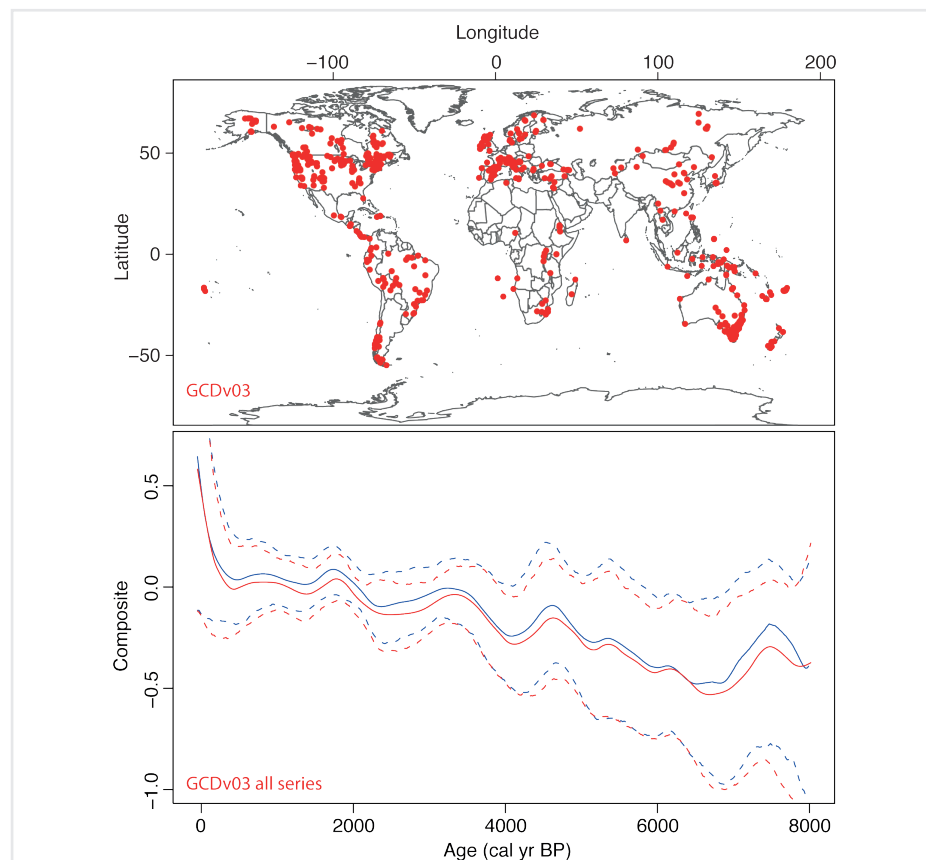 Longitude
−100 0 100 200
Latitude
50
0
−50
GCDv03
Composite
0.5
0.0
−0.5
−1.0
GCDv03 all series
0 2000 4000 6000 8000
Age (cal yr BP)